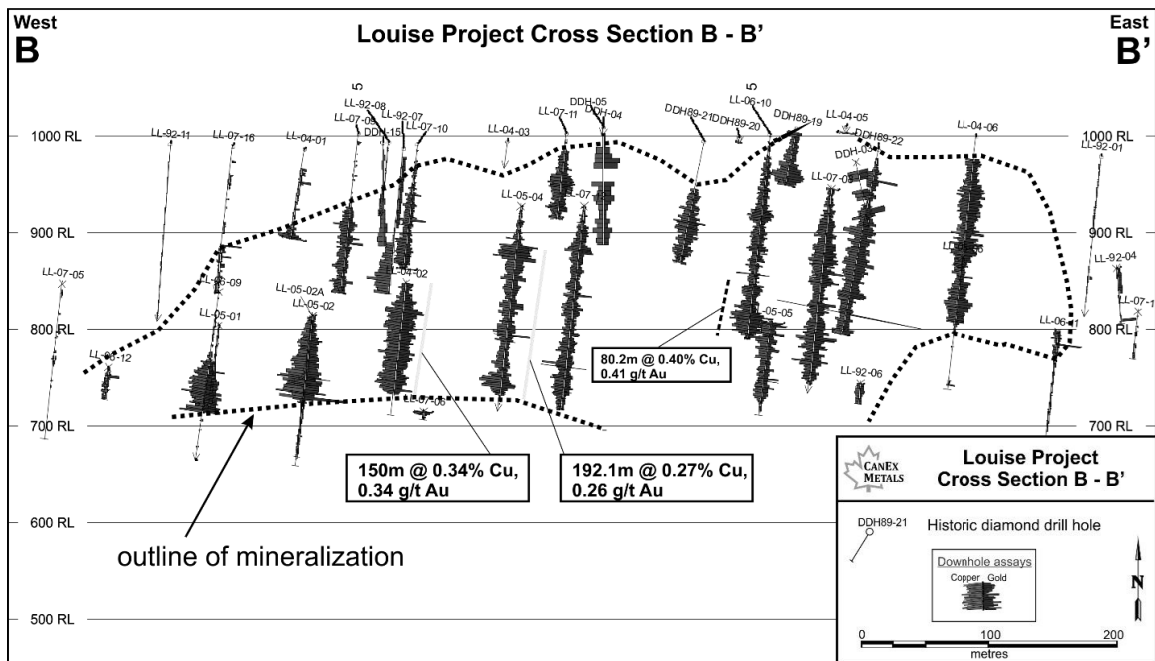 West
B
Louise Project Cross Section B - B’
East
B’
5
5
LL-92-11
LL-07-16
LL-04-01
LL-07-09
LL-92-08
DDH-15
LL-92-07
LL-07-10
LL-04-03
LL-07-11
DDH-05
DDH-04
DDH89-21
DDH89-20
LL-06-10
DDH89-19
LL-04-05
DDH89-22
DDH-03
LL-04-06
LL-92-01
1000 RL
1000 RL
LL-05-04
900 RL
900 RL
LL-07-05
LL-05-02A
LL-05-02
LL-05-01
LL-04-02
LL-92-04
800 RL
800 RL
LL-92-06
80.2m @ 0.40% Cu,
0.41 g/t Au
LL-07-06
700 RL
700 RL
150m @ 0.34% Cu,
0.34 g/t Au
192.1m @ 0.27% Cu,
0.26 g/t Au
600 RL
outline of mineralization
500 RL
CANEX
METALS
Louise Project
Cross Section B - B’
DDH89-21
Historic diamond drill hole
Downhole assays
Copper Gold
N
0 100 200
metres